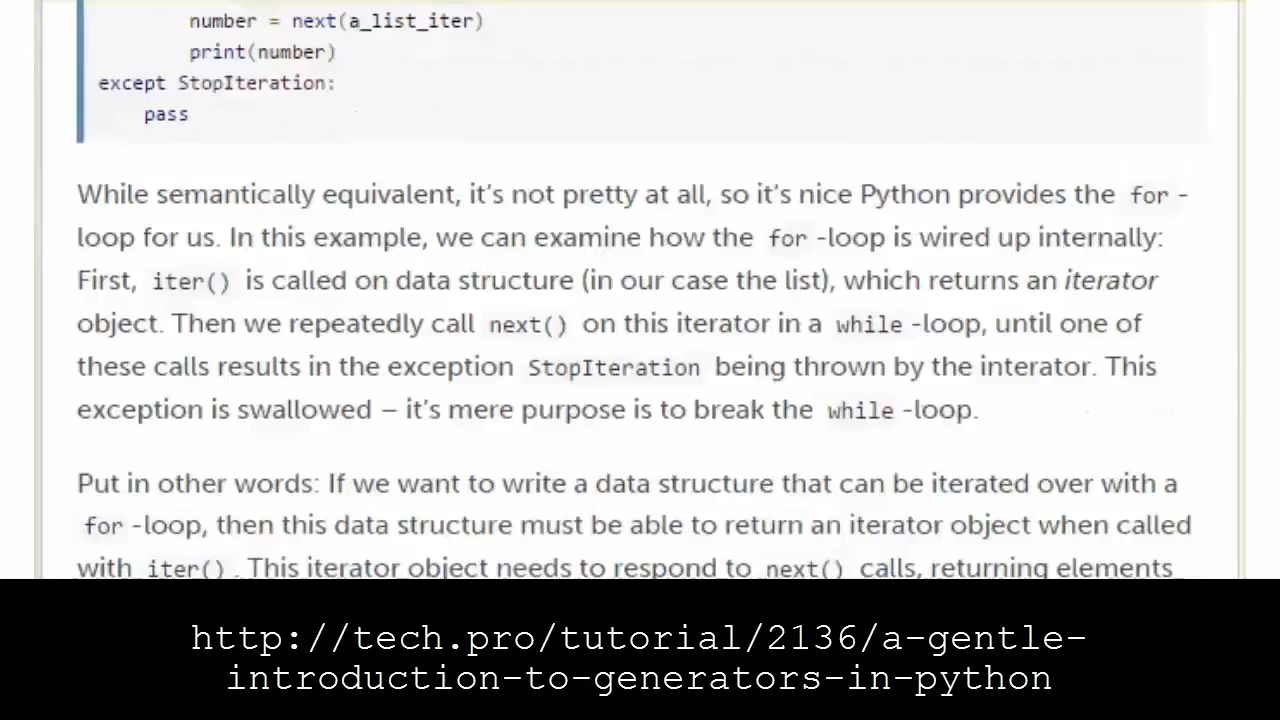 number = next(a_list_iter)
print(number)
except StopIteration:
pass
While semantically equivalent, it’s not pretty at all, so it’s nice Python provides the for -
loop for us. In this example, we can examine how the for -loop is wired up internally:
First, iter() is called on data structure (in our case the list), which returns an iterator
object. Then we repeatedly call next() on this iterator in a while -loop, until one of
these calls results in the exception StopIteration being thrown by the interator. This
exception is swallowed – it’s mere purpose is to break the while -loop.
Put in other words: If we want to write a data structure that can be iterated over with a
for -loop, then this data structure must be able to return an iterator object when called
with iter() . This iterator object needs to respond to next() calls, returning elements
http://tech.pro/tutorial/2136/a-gentle-
introduction-to-generators-in-python